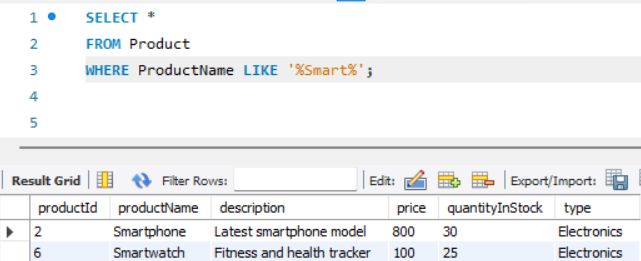 1 SELECT *
2 FROM Product
3 WHERE ProductName LIKE '%Smart%';
4
5
Result Grid Filter Rows: Edit: Export/Import:
productId productName description price quantityInStock type
2 Smartphone Latest smartphone model 800 30 Electronics
6 Smartwatch Fitness and health tracker 100 25 Electronics